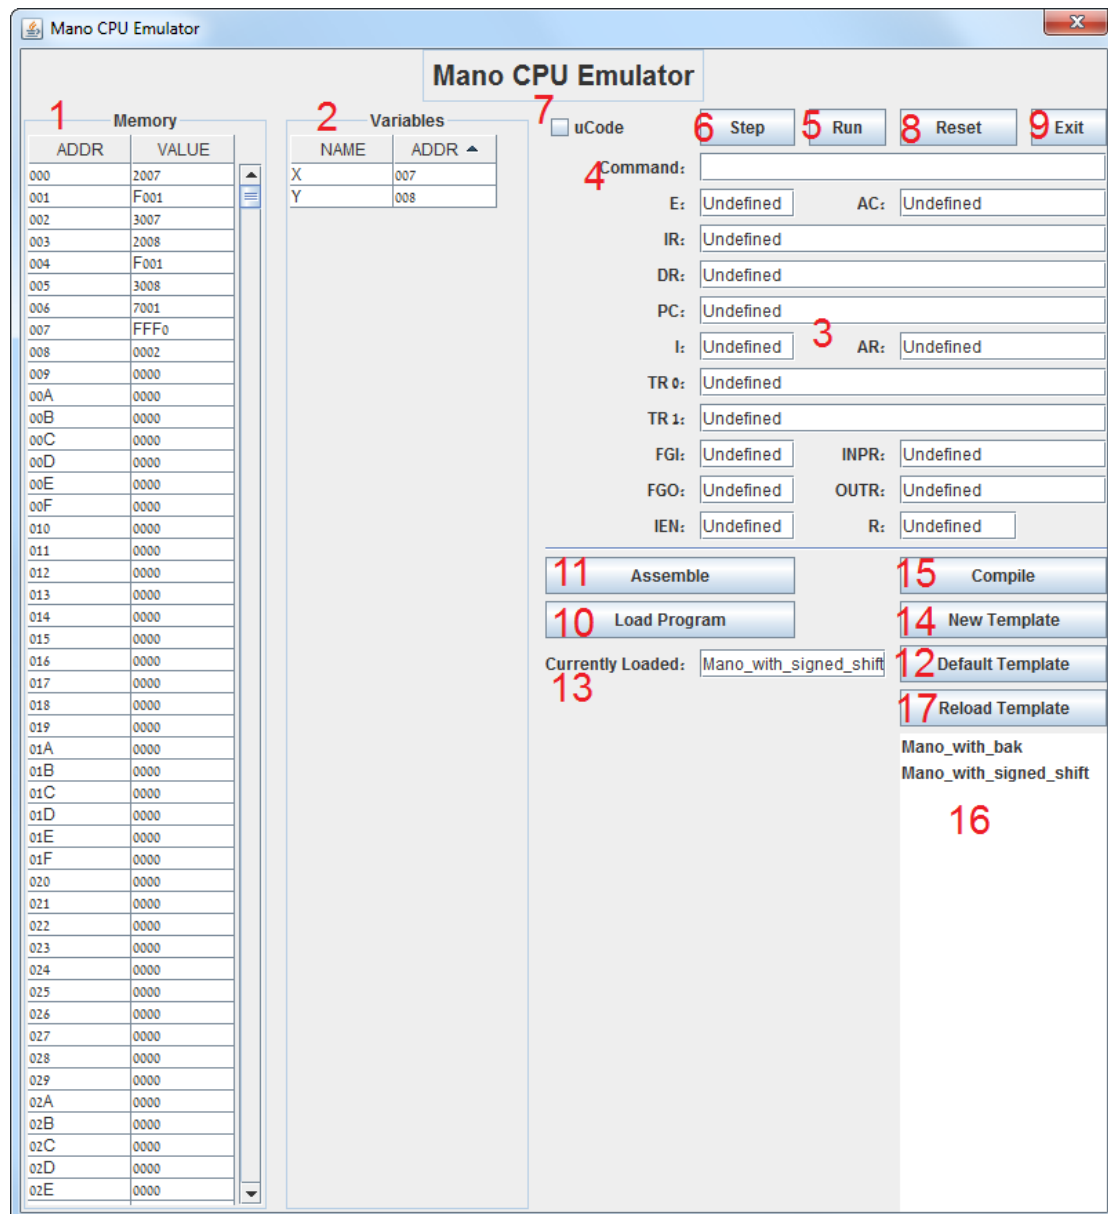 Mano CPU Emulator
Mano CPU Emulator
1 Memory
ADDR VALUE
000 2007
001 F001
002 3007
003 2008
004 F001
005 3008
006 7001
007 FFF0
008 0002
009 0000
00A 0000
00B 0000
00C 0000
00D 0000
00E 0000
00F 0000
010 0000
011 0000
012 0000
013 0000
014 0000
015 0000
016 0000
017 0000
018 0000
019 0000
01A 0000
01B 0000
01C 0000
01D 0000
01E 0000
01F 0000
020 0000
021 0000
022 0000
023 0000
024 0000
025 0000
026 0000
027 0000
028 0000
029 0000
02A 0000
02B 0000
02C 0000
02D 0000
02E 0000
2 Variables
NAME ADDR
X 007
Y 008
7 uCode 6 Step 5 Run 8 Reset 9 Exit
4 Command:
E: Undefined AC: Undefined
IR: Undefined
DR: Undefined
PC: Undefined
3
I: Undefined AR: Undefined
TR 0: Undefined
TR 1: Undefined
FGI: Undefined INPR: Undefined
FGO: Undefined OUTR: Undefined
IEN: Undefined R: Undefined
11 Assemble 15 Compile
10 Load Program 14 New Template
Currently Loaded: Mano_with_signed_shift 12 Default Template
13
17 Reload Template
Mano_with_bak
Mano_with_signed_shift
16